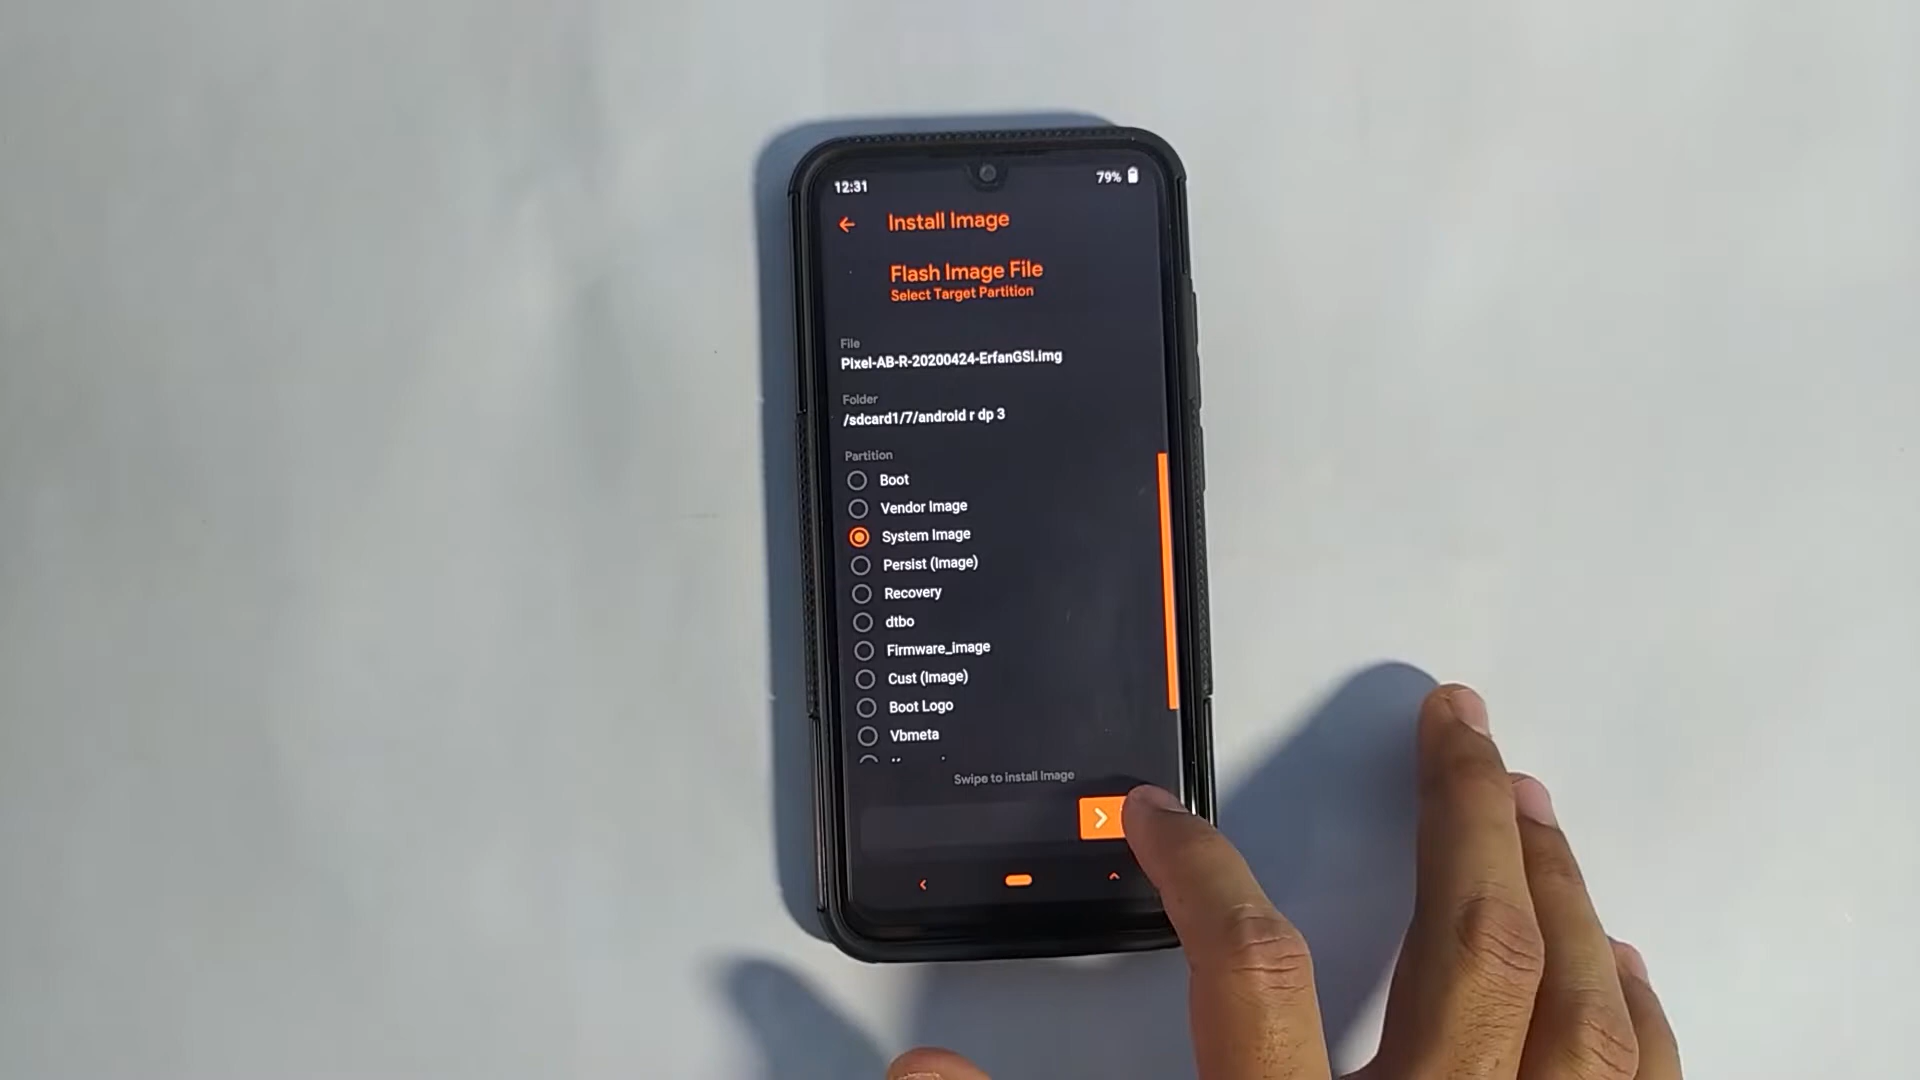 12:31
79%
Install Image
Flash Image File
Select Target Partition
File
Pixel-AB-R-20200424-ErfanGSI.img
Folder
/sdcard1/7/android r dp 3
Partition
Boot
Vendor Image
System Image
Persist (Image)
Recovery
dtbo
Firmware_image
Cust (Image)
Boot Logo
Vbmeta
Swipe to install Image